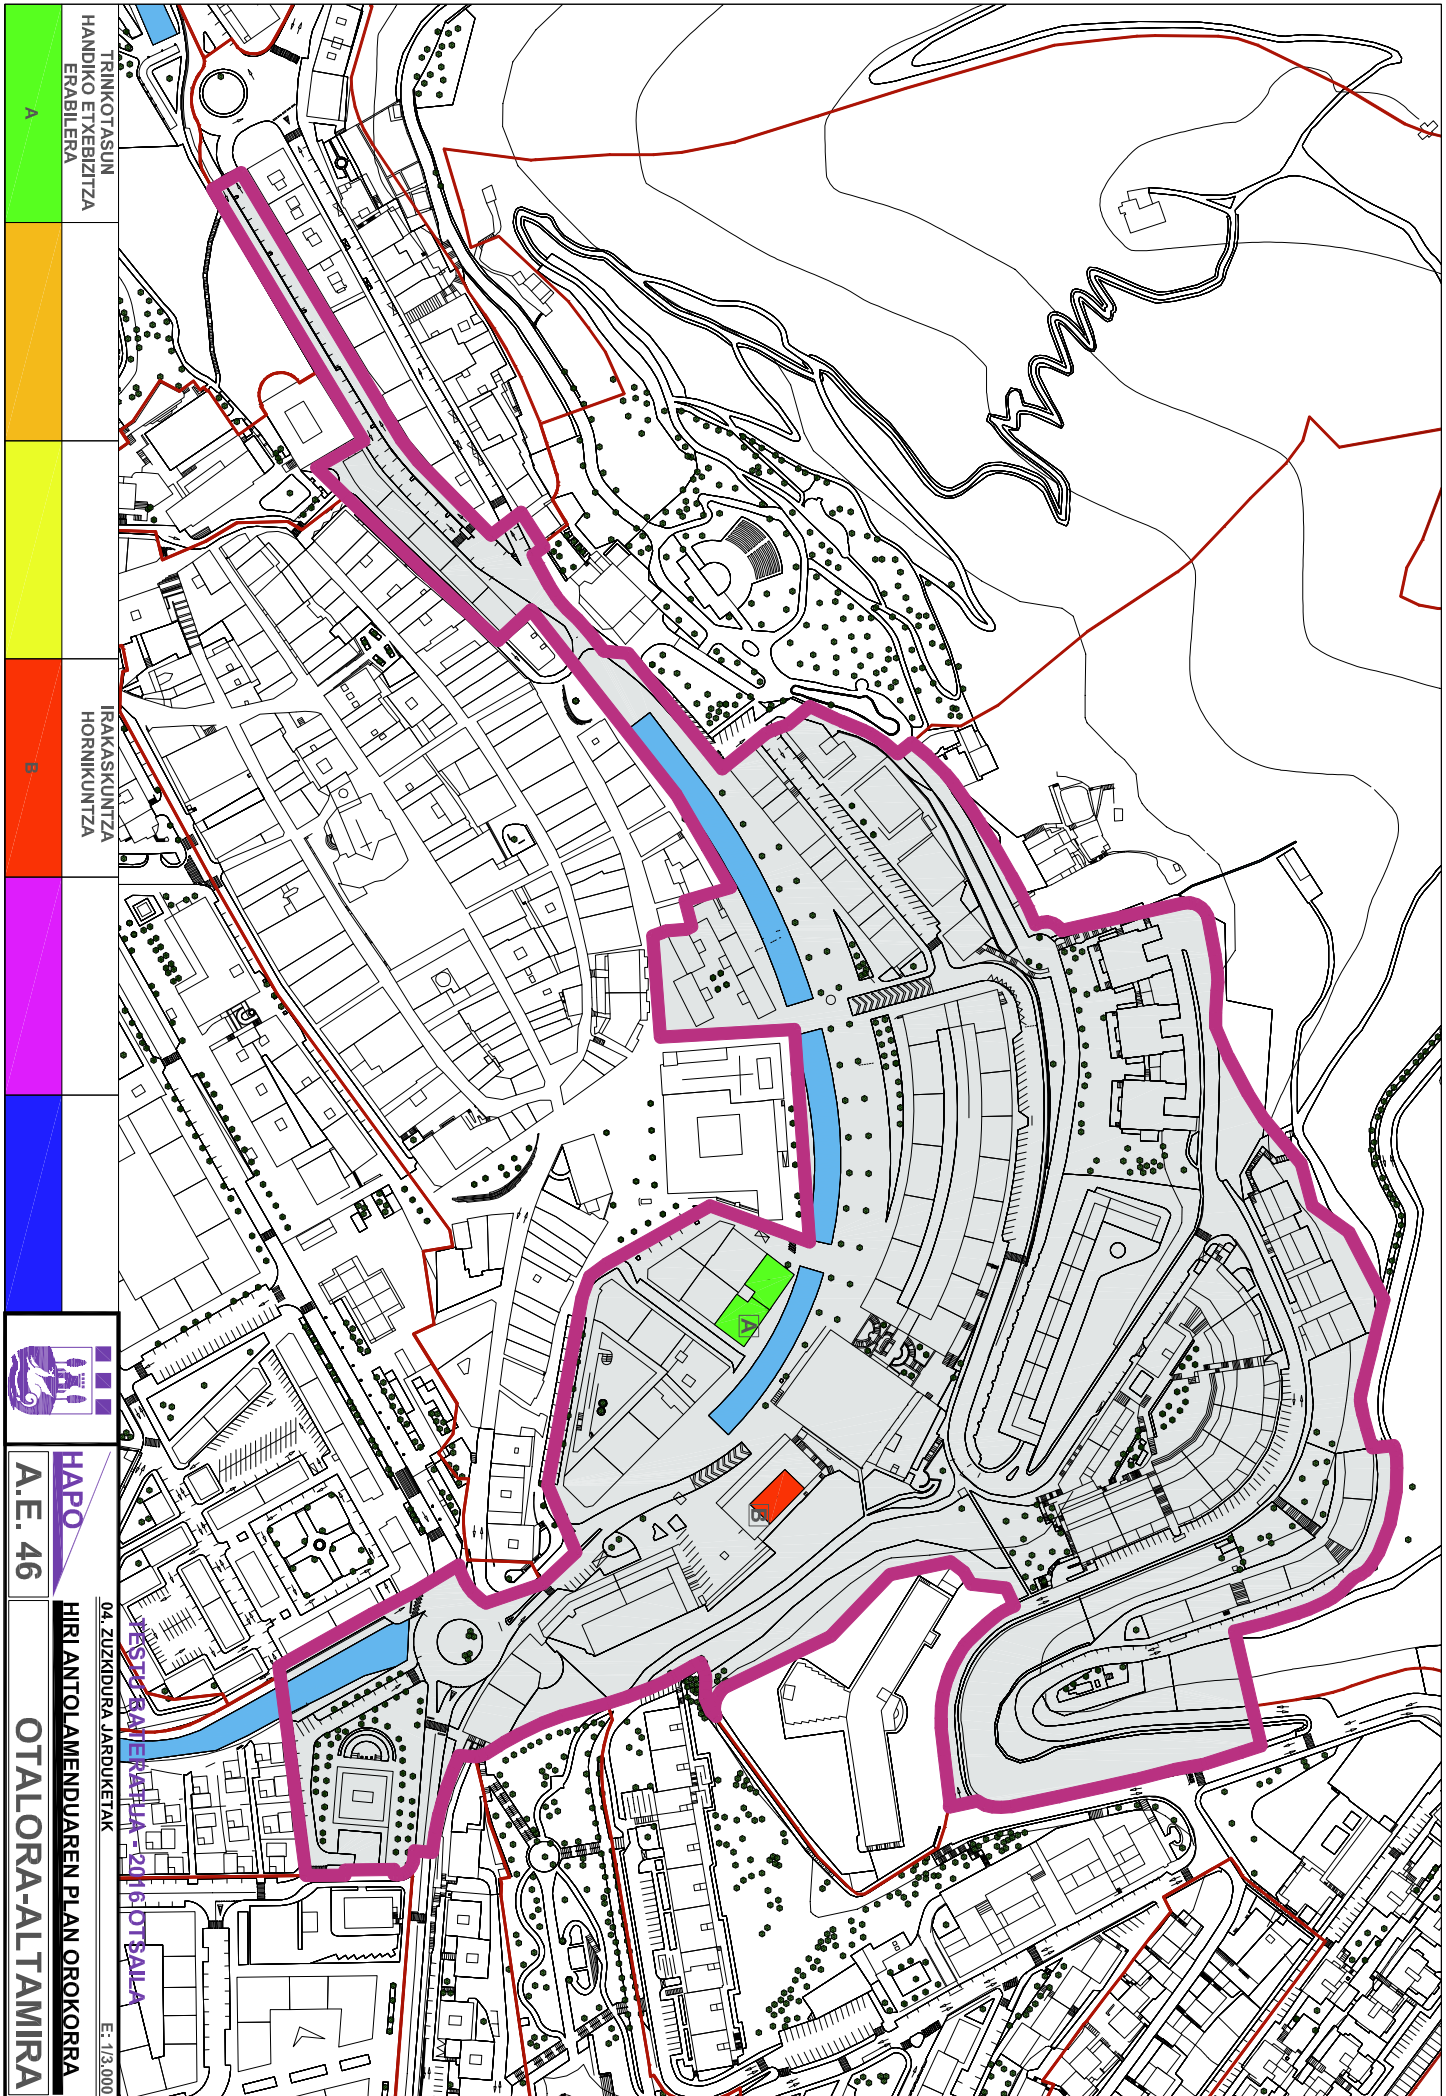 TRINKOTASUN
HANDIKO ETXEBIZITZA
ERABILERA
A
IRAKASKUNTZA
HORNIKUNTZA
B
A
B
HAPO
A.E. 46
TESTU BATERATUA - 2016 OTSAILA
04. ZUZKIDURA JARDUKETAK
E: 1/3.000
HIRI ANTOLAMENDUAREN PLAN OROKORRA
OTALORA-ALTAMIRA